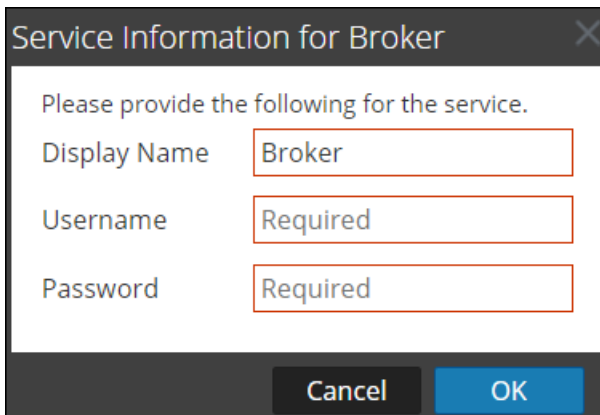 Service Information for Broker
Please provide the following for the service.
Display Name Broker
Username Required
Password Required
Cancel OK